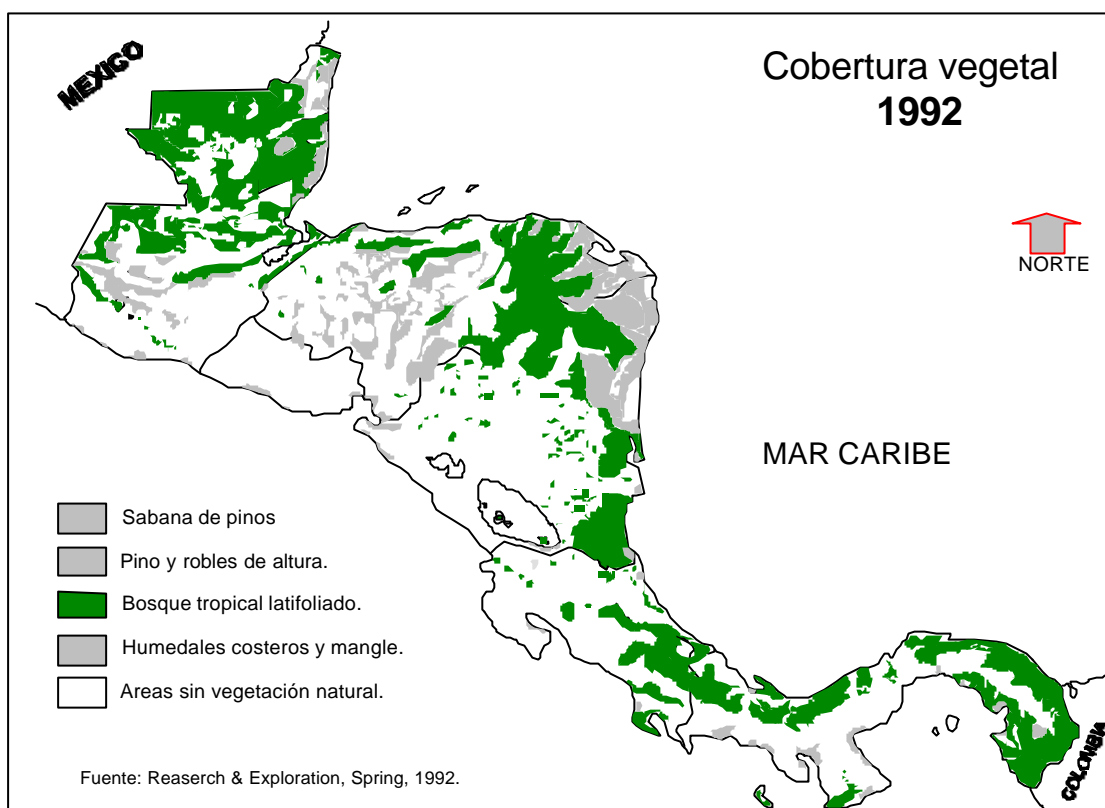 MEXICO
Cobertura vegetal
1992
NORTE
MAR CARIBE
Sabana de pinos
Pino y robles de altura.
Bosque tropical latifoliado.
Humedales costeros y mangle.
Areas sin vegetación natural.
COLONBIA
Fuente: Reaserch & Exploration, Spring, 1992.